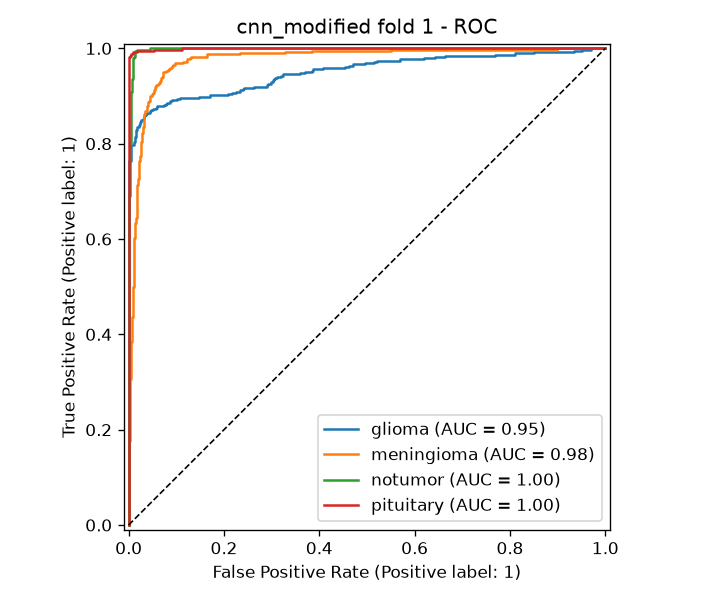 cnn_modified fold 1 - ROC
True Positive Rate (Positive label: 1)
1.0
0.8
0.6
0.4
0.2
0.0
glioma (AUC = 0.95)
meningioma (AUC = 0.98)
notumor (AUC = 1.00)
pituitary (AUC = 1.00)
0.0 0.2 0.4 0.6 0.8 1.0
False Positive Rate (Positive label: 1)